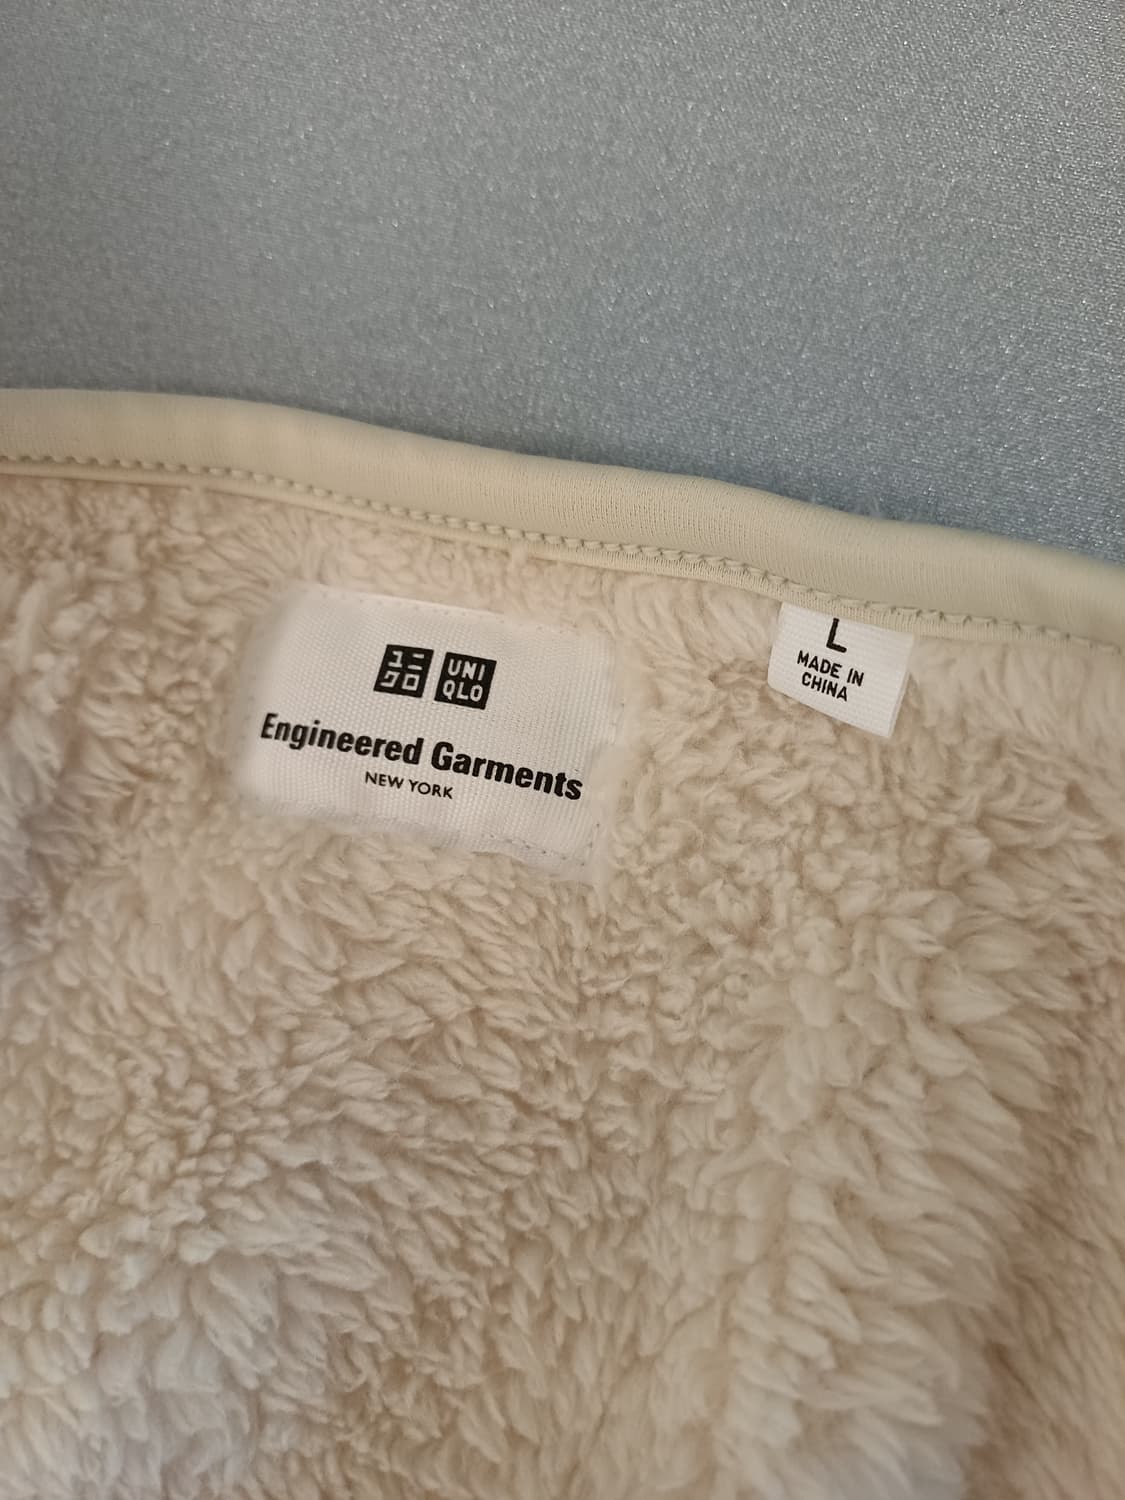 ユニ UNI
クロ QLO
Engineered Garments
NEW YORK
L
MADE IN
CHINA